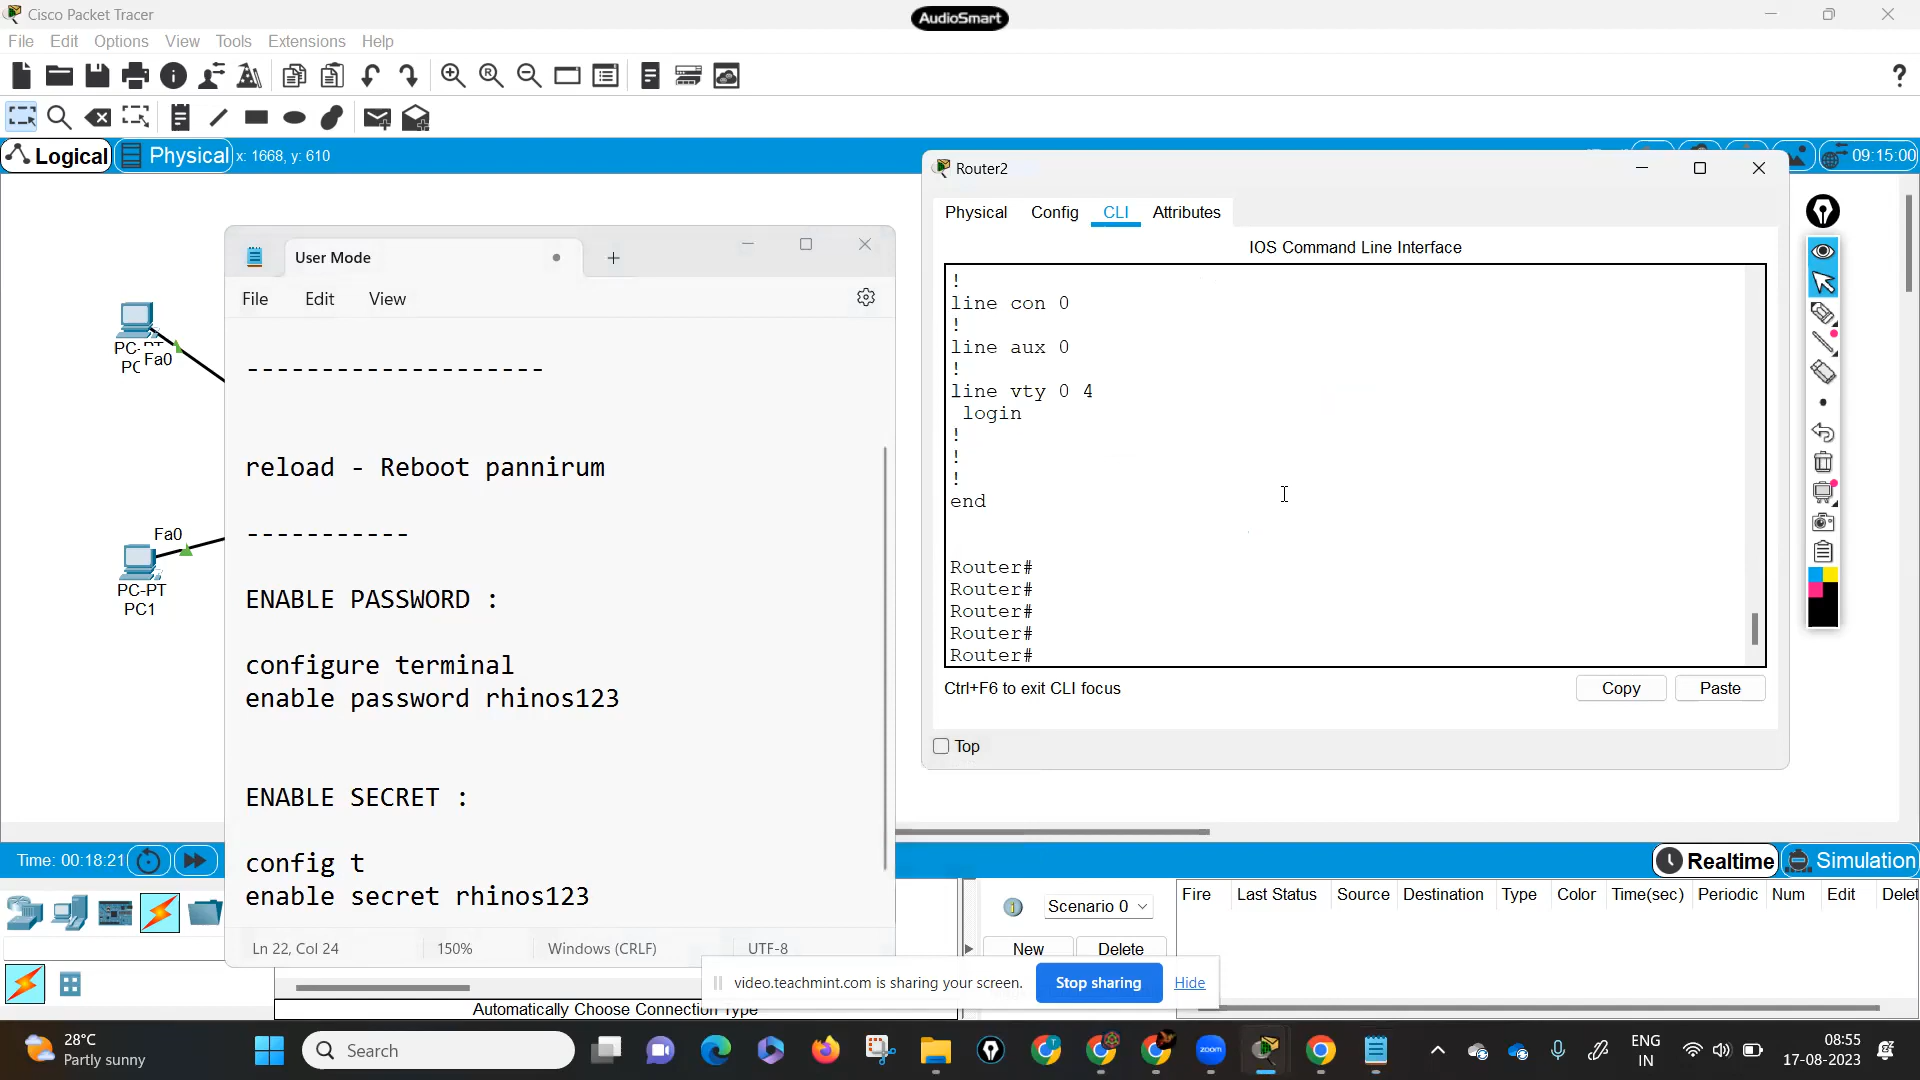 Cisco Packet Tracer
AudioSmart
File Edit Options View Tools Extensions Help
Logical Physical x: 1668, y: 610
09:15:00
Router2
Physical Config CLI Attributes
IOS Command Line Interface
!
line con 0
!
line aux 0
!
line vty 0 4
login
!
!
!
end
Router#
Router#
Router#
Router#
Router#
Ctrl+F6 to exit CLI focus
Copy Paste
Top
User Mode
File Edit View
--------------------
reload - Reboot pannirum
-----------
ENABLE PASSWORD :
configure terminal
enable password rhinos123
ENABLE SECRET :
config t
enable secret rhinos123
Ln 22, Col 24 150% Windows (CRLF) UTF-8
Fa0
Fa0
PC-PT
PC1
Time: 00:18:21
Realtime Simulation
Scenario 0
New Delete
Fire Last Status Source Destination Type Color Time(sec) Periodic Num Edit Delet
video.teachmint.com is sharing your screen. Stop sharing Hide
Automatically Choose Connection Type
28°C
Partly sunny
Search
zoom
ENG
IN
08:55
17-08-2023